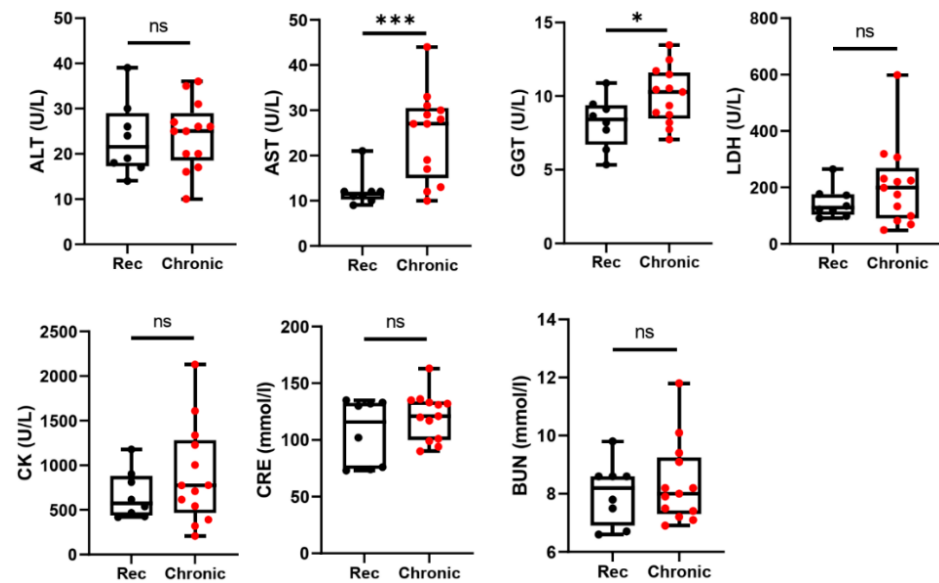 ns
ALT (U/L)
50
40
30
20
10
0
Rec Chronic
***
AST (U/L)
50
40
30
20
10
0
Rec Chronic
*
GGT (U/L)
15
10
5
0
Rec Chronic
ns
LDH (U/L)
800
600
400
200
0
Rec Chronic
ns
CK (U/L)
2500
2000
1500
1000
500
0
Rec Chronic
ns
CRE (mmol/l)
200
150
100
50
0
Rec Chronic
ns
BUN (mmol/l)
14
12
10
8
6
Rec Chronic